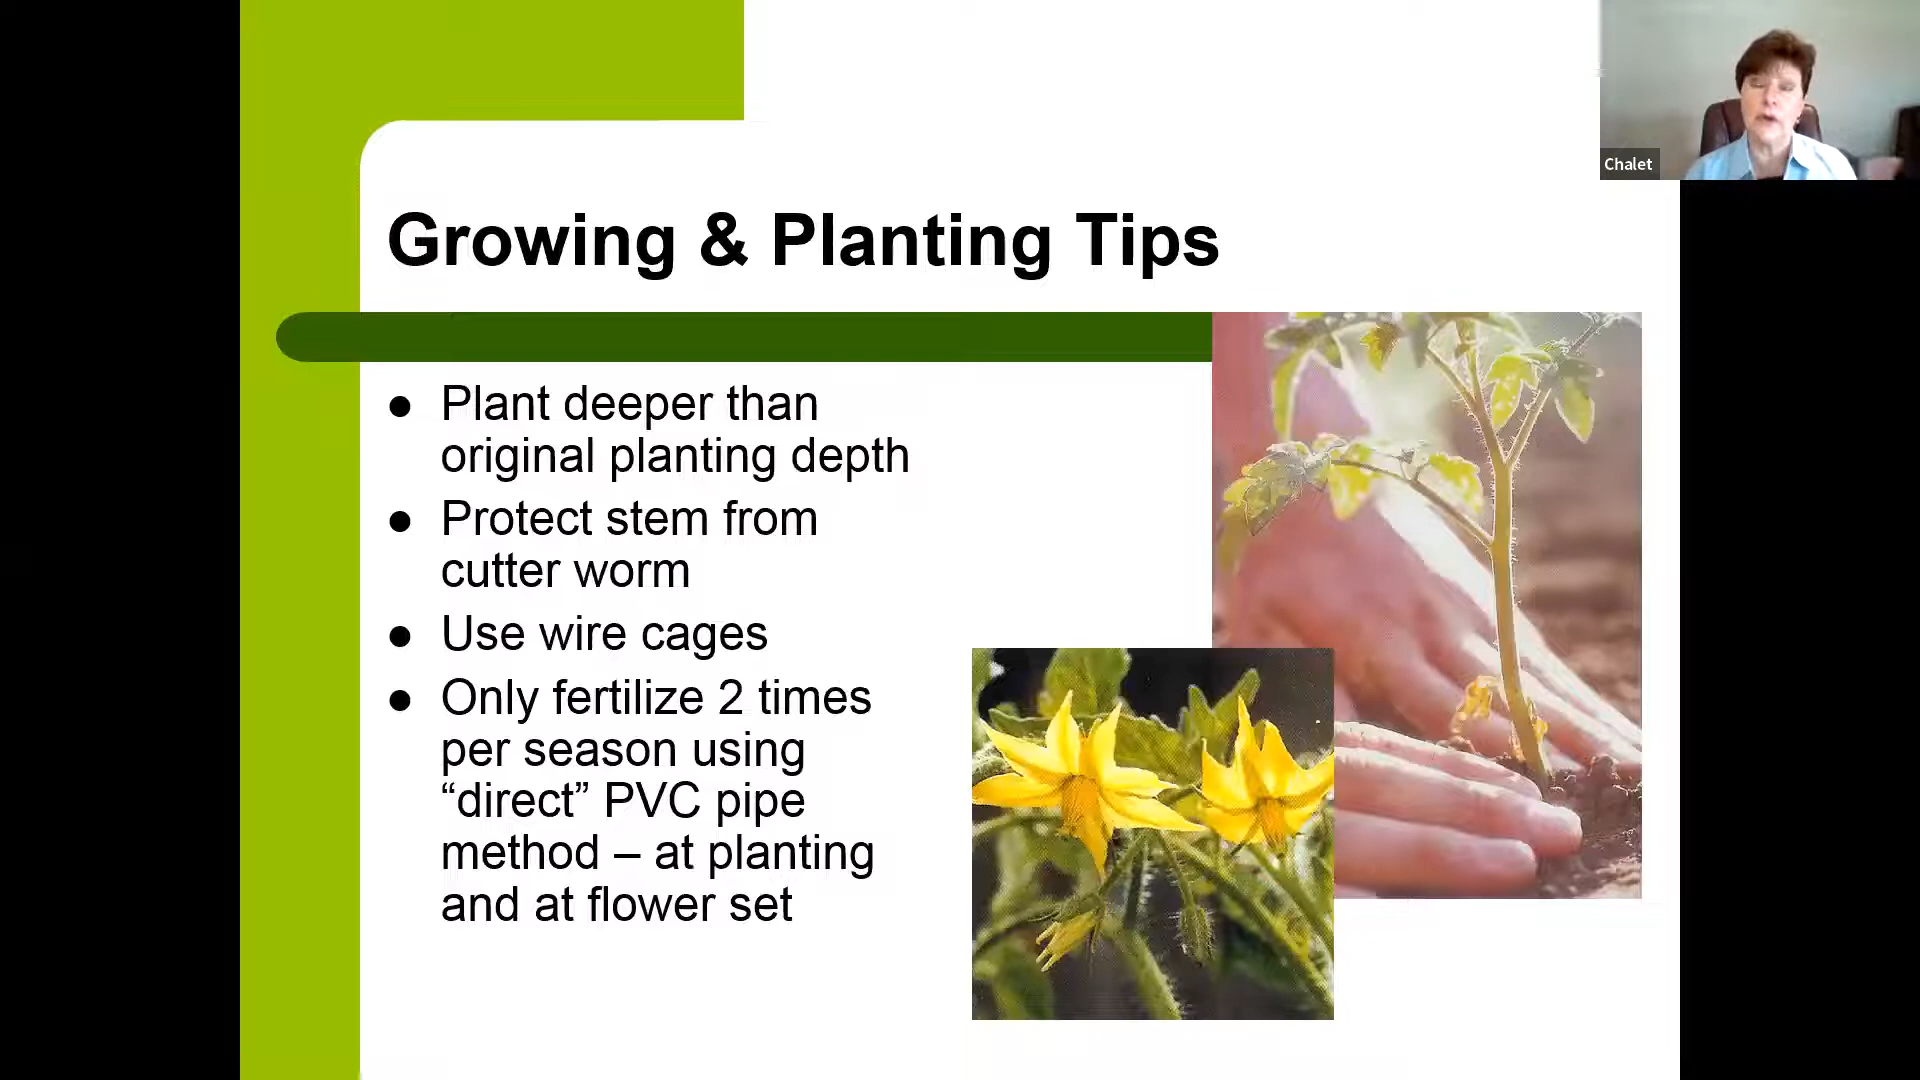 Chalet
Growing & Planting Tips
● Plant deeper than
original planting depth
● Protect stem from
cutter worm
● Use wire cages
● Only fertilize 2 times
per season using
“direct” PVC pipe
method – at planting
and at flower set